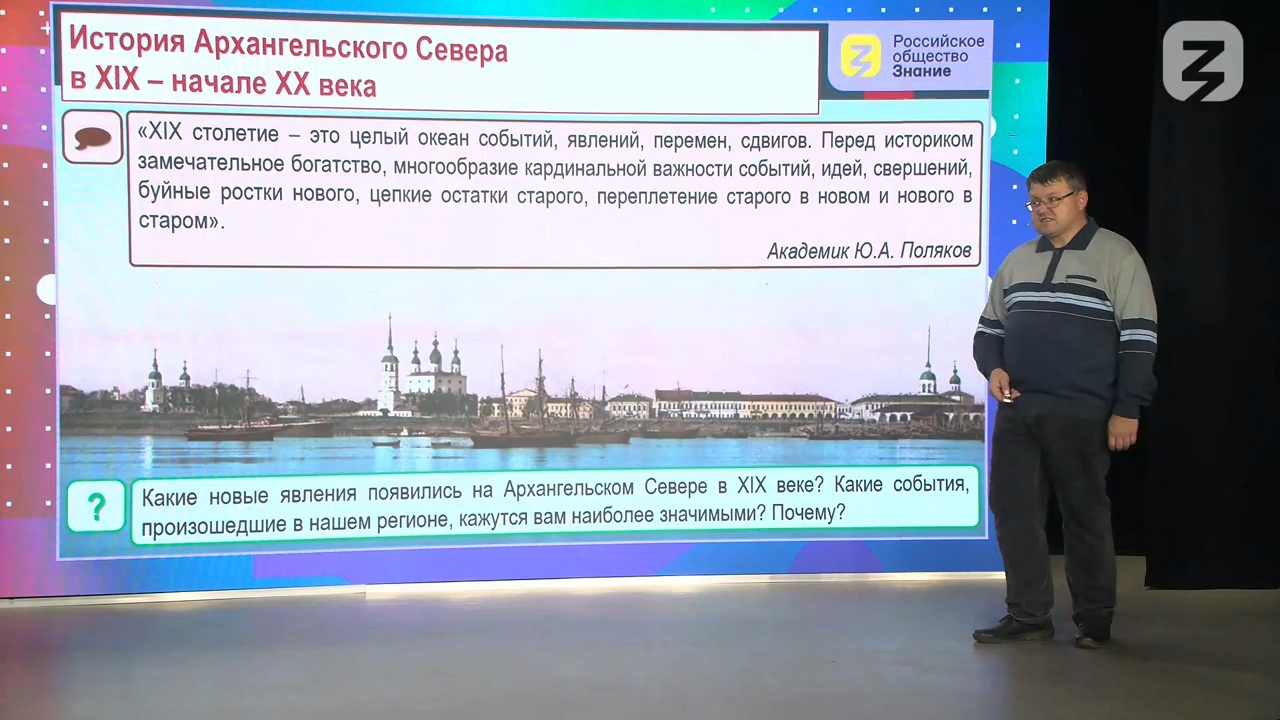 История Архангельского Севера
в XIX – начале XX века
Российское
общество
Знание
«XIX столетие – это целый океан событий, явлений, перемен, сдвигов. Перед историком
замечательное богатство, многообразие кардинальной важности событий, идей, свершений,
буйные ростки нового, цепкие остатки старого, переплетение старого в новом и нового в
старом».
Академик Ю.А. Поляков
?
Какие новые явления появились на Архангельском Севере в XIX веке? Какие события,
произошедшие в нашем регионе, кажутся вам наиболее значимыми? Почему?